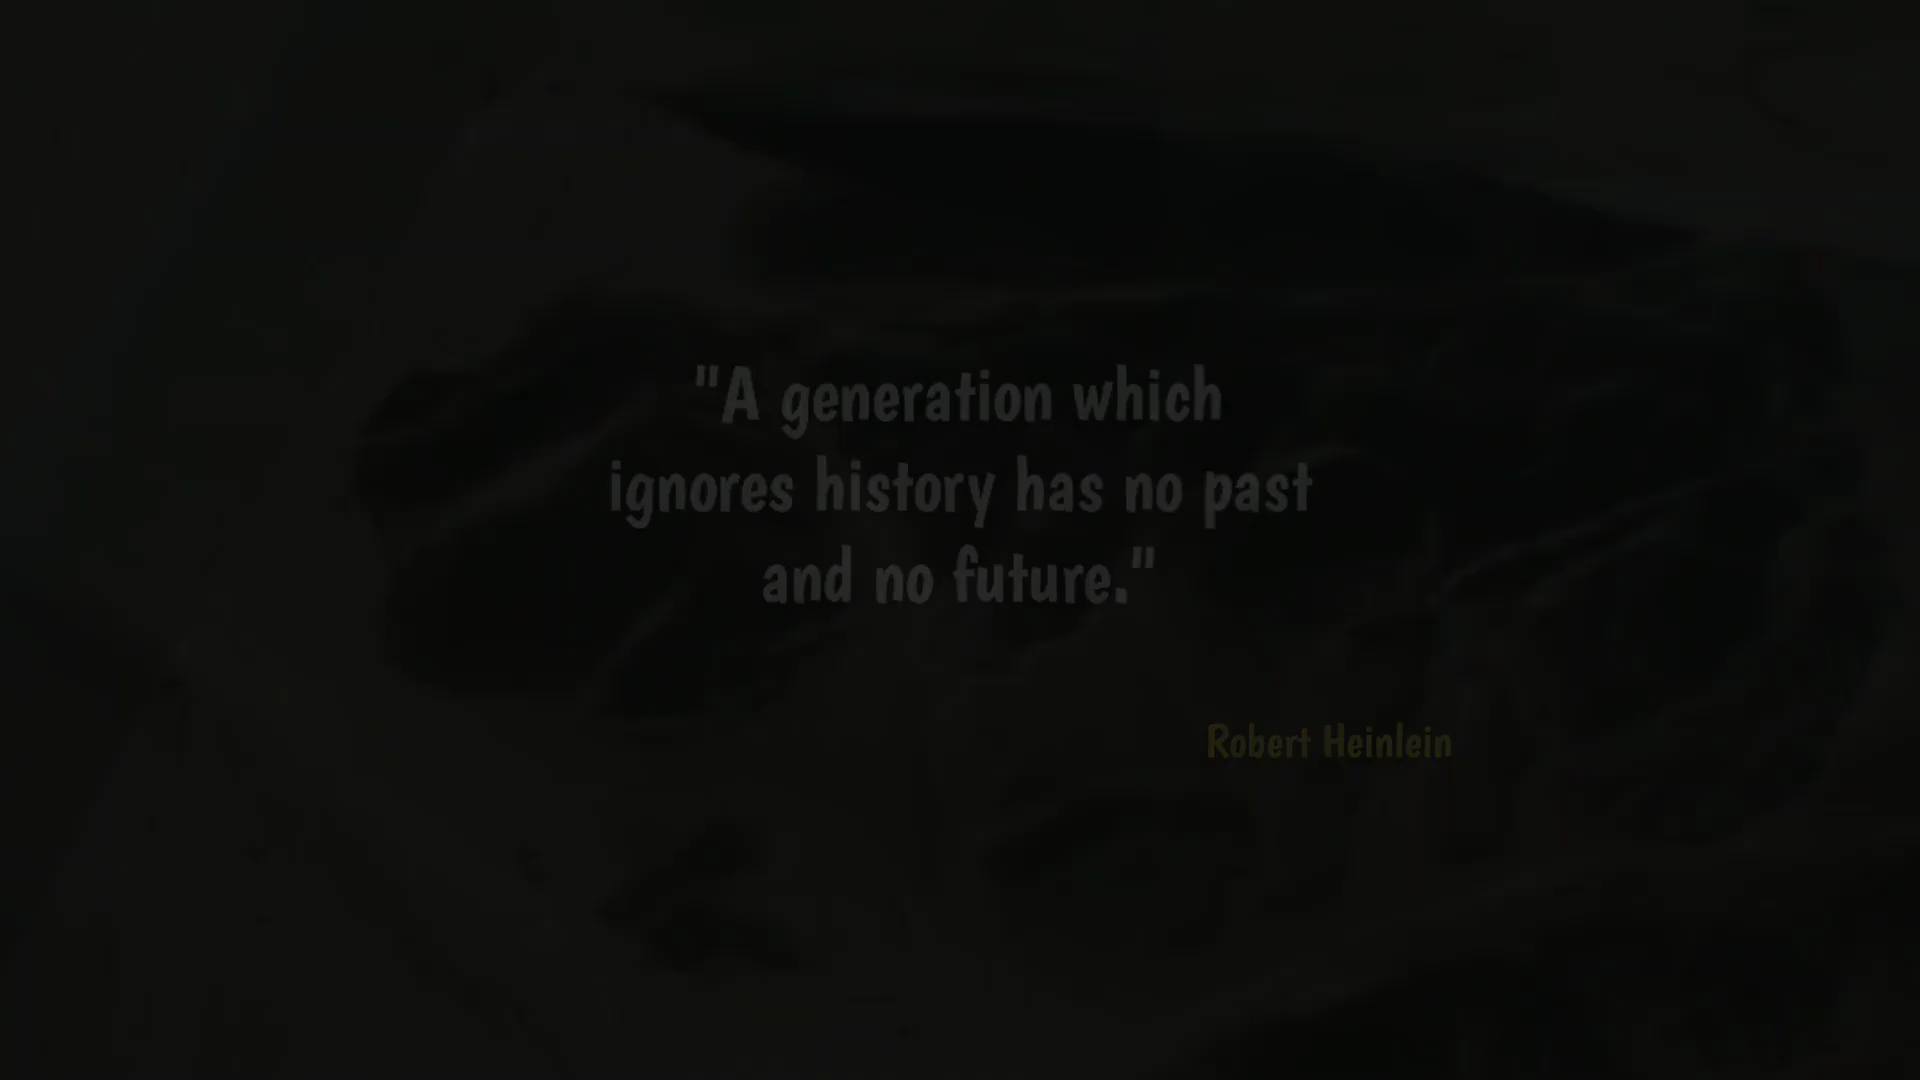 "A generation which
ignores history has no past
and no future."
Robert Heinlein